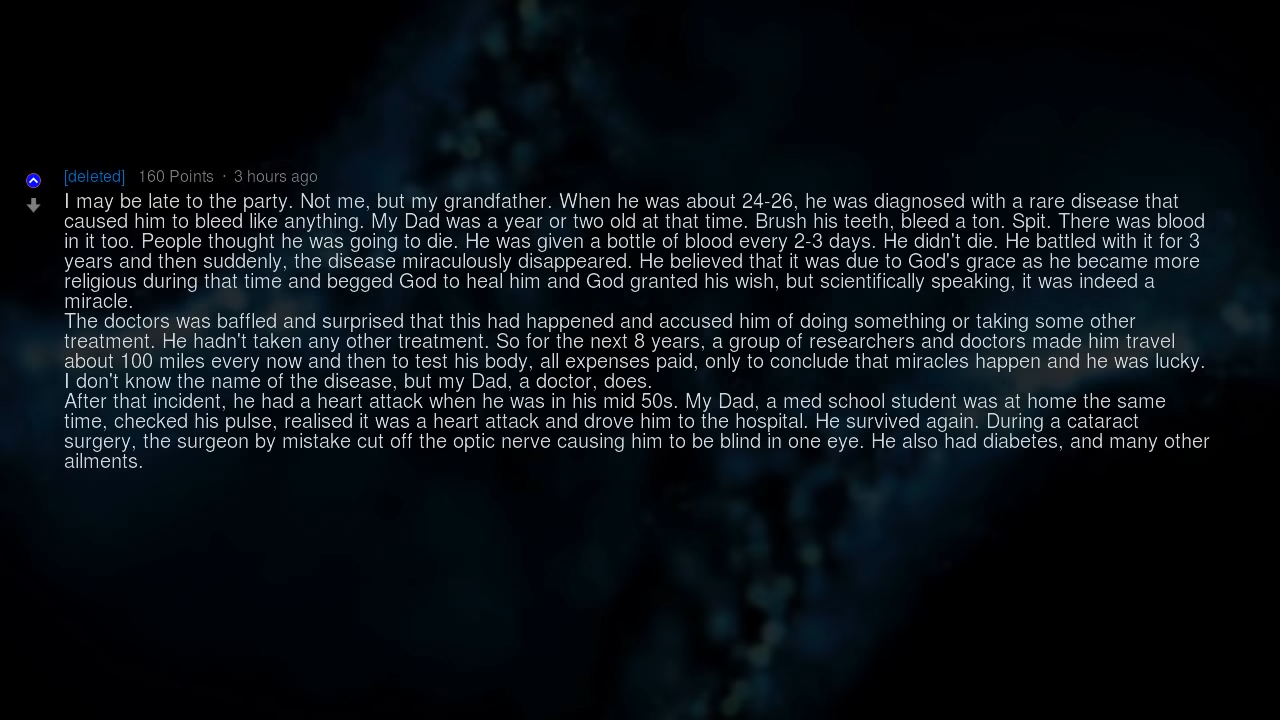 [deleted] 160 Points · 3 hours ago
I may be late to the party. Not me, but my grandfather. When he was about 24-26, he was diagnosed with a rare disease that
caused him to bleed like anything. My Dad was a year or two old at that time. Brush his teeth, bleed a ton. Spit. There was blood
in it too. People thought he was going to die. He was given a bottle of blood every 2-3 days. He didn't die. He battled with it for 3
years and then suddenly, the disease miraculously disappeared. He believed that it was due to God's grace as he became more
religious during that time and begged God to heal him and God granted his wish, but scientifically speaking, it was indeed a
miracle.
The doctors was baffled and surprised that this had happened and accused him of doing something or taking some other
treatment. He hadn't taken any other treatment. So for the next 8 years, a group of researchers and doctors made him travel
about 100 miles every now and then to test his body, all expenses paid, only to conclude that miracles happen and he was lucky.
I don't know the name of the disease, but my Dad, a doctor, does.
After that incident, he had a heart attack when he was in his mid 50s. My Dad, a med school student was at home the same
time, checked his pulse, realised it was a heart attack and drove him to the hospital. He survived again. During a cataract
surgery, the surgeon by mistake cut off the optic nerve causing him to be blind in one eye. He also had diabetes, and many other
ailments.